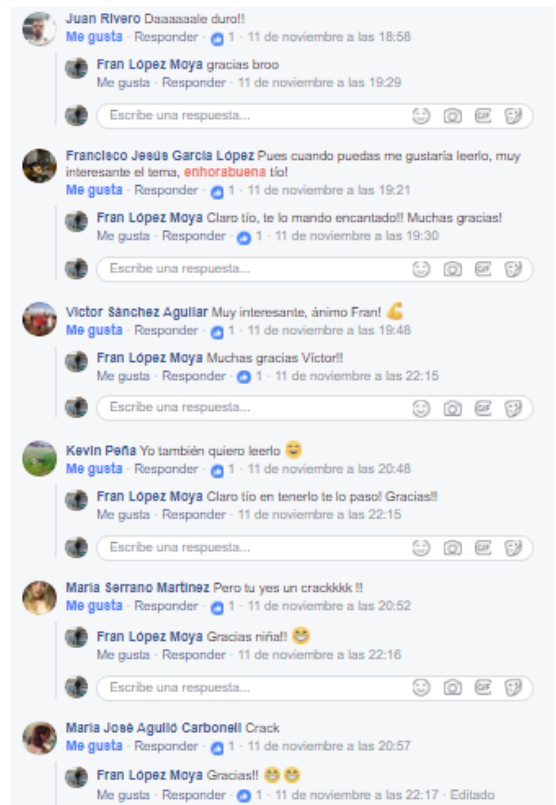 Juan Rivero Daaaaaale duro!!
Me gusta · Responder · 1 · 11 de noviembre a las 18:58
Fran López Moya gracias broo
Me gusta · Responder · 11 de noviembre a las 19:29
Escribe una respuesta...
GIF
Francisco Jesús García López Pues cuando puedas me gustaría leerlo, muy
interesante el tema, enhorabuena tío!
Me gusta · Responder · 1 · 11 de noviembre a las 19:21
Fran López Moya Claro tío, te lo mando encantado!! Muchas gracias!
Me gusta · Responder · 1 · 11 de noviembre a las 19:30
Escribe una respuesta...
GIF
Victor Sánchez Aguilar Muy interesante, ánimo Fran! 💪
Me gusta · Responder · 1 · 11 de noviembre a las 19:48
Fran López Moya Muchas gracias Víctor!!
Me gusta · Responder · 1 · 11 de noviembre a las 22:15
Escribe una respuesta...
GIF
Kevin Peña Yo también quiero leerlo 😄
Me gusta · Responder · 1 · 11 de noviembre a las 20:48
Fran López Moya Claro tío en tenerlo te lo paso! Gracias!!
Me gusta · Responder · 11 de noviembre a las 22:15
Escribe una respuesta...
GIF
Maria Serrano Martinez Pero tu yes un crackkkk !!
Me gusta · Responder · 1 · 11 de noviembre a las 20:52
Fran López Moya Gracias niña!! 😁
Me gusta · Responder · 11 de noviembre a las 22:16
Escribe una respuesta...
GIF
Maria José Agulló Carbonell Crack
Me gusta · Responder · 1 · 11 de noviembre a las 20:57
Fran López Moya Gracias!! 😁😁
Me gusta · Responder · 1 · 11 de noviembre a las 22:17 · Editado